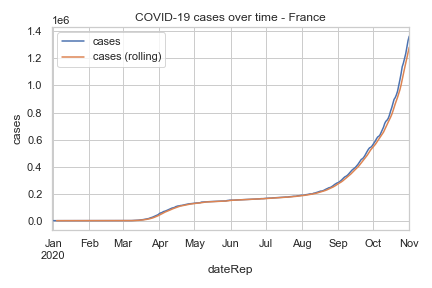 COVID-19 cases over time - France
1e6
cases
cases (rolling)
1.4
1.2
1.0
0.8
0.6
0.4
0.2
0.0
cases
Jan Feb Mar Apr May Jun Jul Aug Sep Oct Nov
2020
dateRep